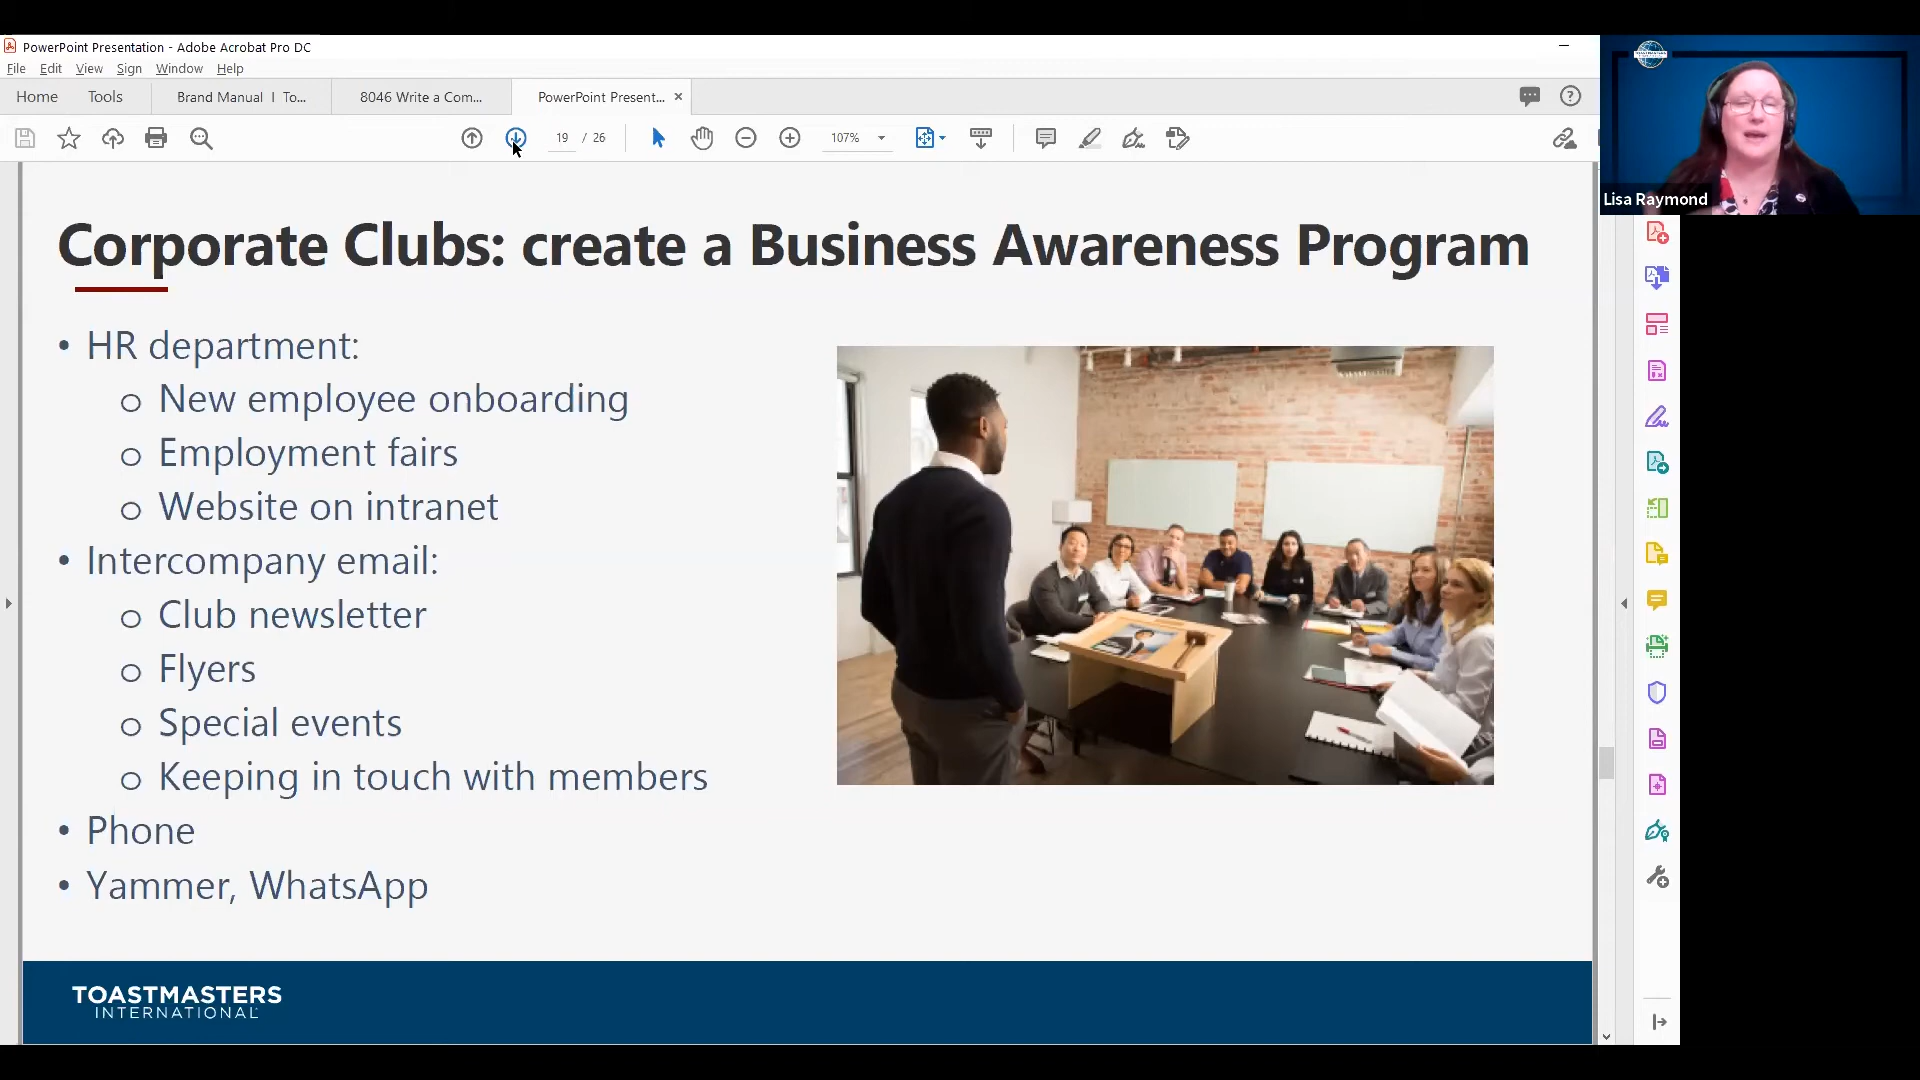 PowerPoint Presentation - Adobe Acrobat Pro DC
File Edit View Sign Window Help
Home Tools Brand Manual I To... 8046 Write a Com... PowerPoint Present... ×
19 / 26 107%
Lisa Raymond
Corporate Clubs: create a Business Awareness Program
• HR department:
o New employee onboarding
o Employment fairs
o Website on intranet
• Intercompany email:
o Club newsletter
o Flyers
o Special events
o Keeping in touch with members
• Phone
• Yammer, WhatsApp
TOASTMASTERS
INTERNATIONAL